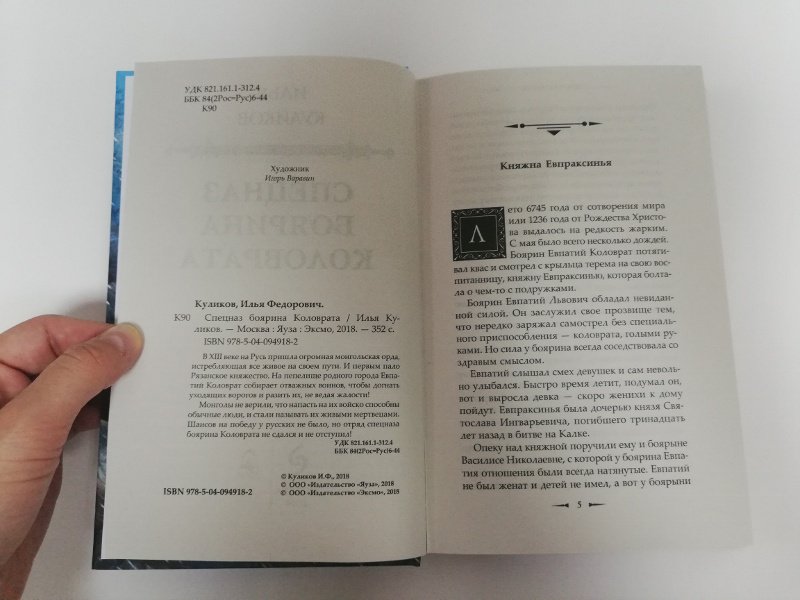 УДК 821.161.1-312.4
ББК 84(2Рос=Рус)6-44
К90
Художник
Игорь Варавин
Куликов, Илья Федорович.
К90 Спецназ боярина Коловрата / Илья Ку-
ликов. — Москва : Яуза : Эксмо, 2018. — 352 с.
ISBN 978-5-04-094918-2
В XIII веке на Русь пришла огромная монгольская орда,
истребляющая все живое на своем пути. И первым пало
Рязанское княжество. На пепелище родного города Евпа-
тий Коловрат собирает отважных воинов, чтобы догнать
уходящих ворогов и разить их, не ведая жалости!
Монголы не верили, что напасть на их войско способны
обычные люди, и стали называть их живыми мертвецами.
Шансов на победу у русских не было, но отряд спецназа
боярина Коловрата не сдался и не отступил!
УДК 821.161.1-312.4
ББК 84(2Рос=Рус)6-44
© Куликов И.Ф., 2018
© ООО «Издательство «Яуза», 2018
ISBN 978-5-04-094918-2
© ООО «Издательство «Эксмо», 2018
Княжна Евпраксинья
Лето 6745 года от сотворения мира
или 1236 года от Рождества Христо-
ва выдалось на редкость жарким.
С мая было всего несколько дождей.
Боярин Евпатий Коловрат потяги-
вал квас и смотрел с крыльца терема на свою вос-
питанницу, княжну Евпраксинью, которая болта-
ла о чем-то с подружками.
Боярин Евпатий Львович обладал невидан-
ной силой. Он заслужил свое прозвище тем,
что нередко заряжал самострел без специаль-
ного приспособления — коловрата, голыми ру-
ками. Но сила у боярина всегда соседствовала со
здравым смыслом.
Евпатий слышал смех девушек и сам неволь-
но улыбался. Быстро время летит, подумал он,
вот и выросла девка — скоро женихи к дому
пойдут. Евпраксинья была дочерью князя Свя-
тослава Ингварьевича, погибшего тринадцать
лет назад в битве на Калке.
Опеку над княжной поручили ему и боярыне
Василисе Николаевне, с которой у боярина Евпа-
тия отношения были всегда натянутые. Евпатий
не был женат и детей не имел, а вот у боярыни
5